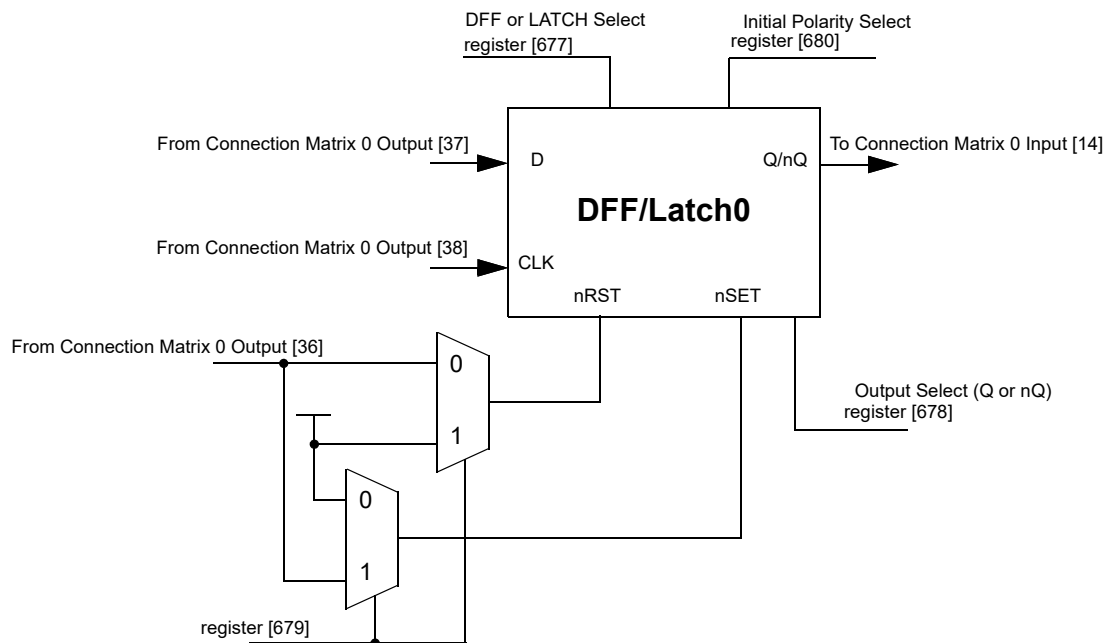 DFF or LATCH Select
register [677]
Initial Polarity Select
register [680]
From Connection Matrix 0 Output [37]
D
Q/nQ
To Connection Matrix 0 Input [14]
DFF/Latch0
From Connection Matrix 0 Output [38]
CLK
nRST
nSET
From Connection Matrix 0 Output [36]
0
1
Output Select (Q or nQ)
register [678]
0
1
register [679]